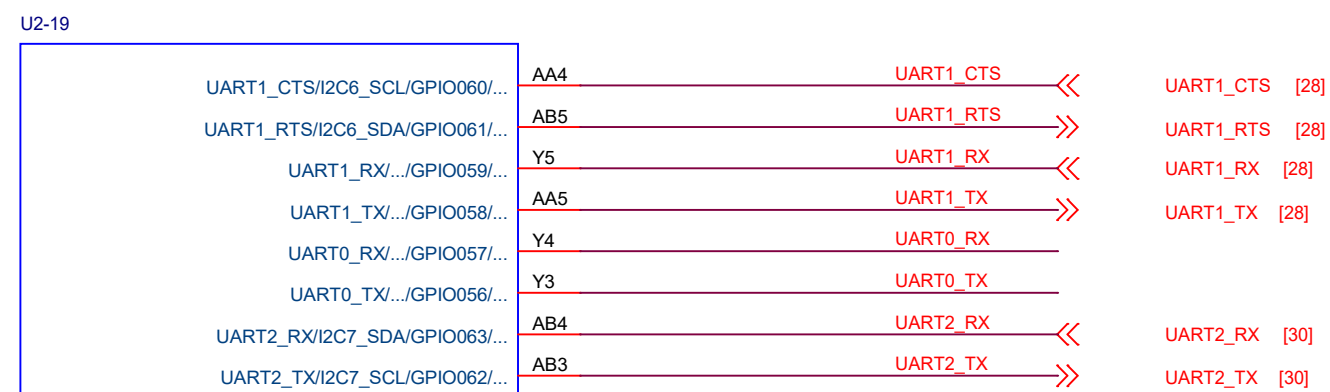 U2-19
UART1_CTS/I2C6_SCL/GPIO060/... AA4 UART1_CTS UART1_CTS [28]
UART1_RTS/I2C6_SDA/GPIO061/... AB5 UART1_RTS UART1_RTS [28]
UART1_RX/.../GPIO059/... Y5 UART1_RX UART1_RX [28]
UART1_TX/.../GPIO058/... AA5 UART1_TX UART1_TX [28]
UART0_RX/.../GPIO057/... Y4 UART0_RX
UART0_TX/.../GPIO056/... Y3 UART0_TX
UART2_RX/I2C7_SDA/GPIO063/... AB4 UART2_RX UART2_RX [30]
UART2_TX/I2C7_SCL/GPIO062/... AB3 UART2_TX UART2_TX [30]